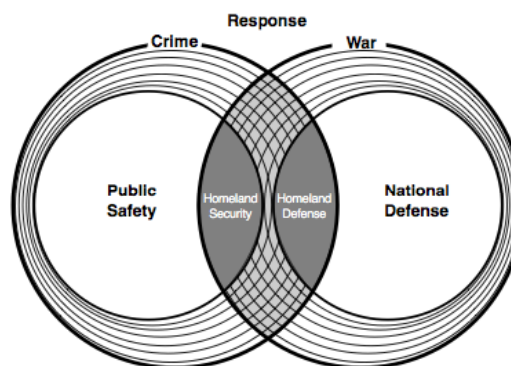 Response
Crime
War
Public
Safety
Homeland
Security
Homeland
Defense
National
Defense